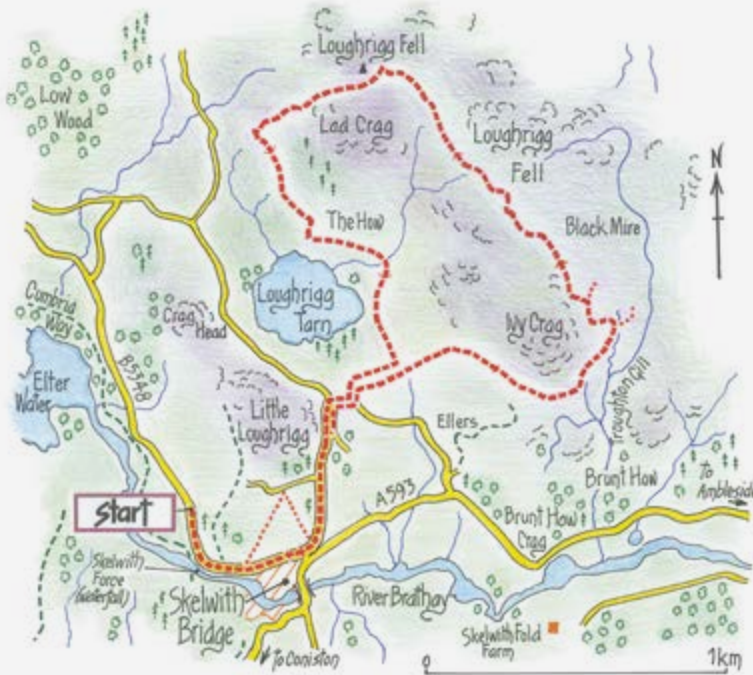 Loughrigg Fell
Low
Wood
Lad Crag
Loughrigg
Fell
N
The How
Black Mire
Cumbria
Way
Loughrigg
Tarn
Crag
Head
Ivy Crag
Elter
Water
B5348
Little
Loughrigg
Ellers
Troughton Gill
Brunt How
To
Ambleside
A593
Start
Brunt How
Crag
Skelwith
Force
(waterfall)
Skelwith
Bridge
River Brathay
Skelwith Fold
Farm
To Coniston
0
1km